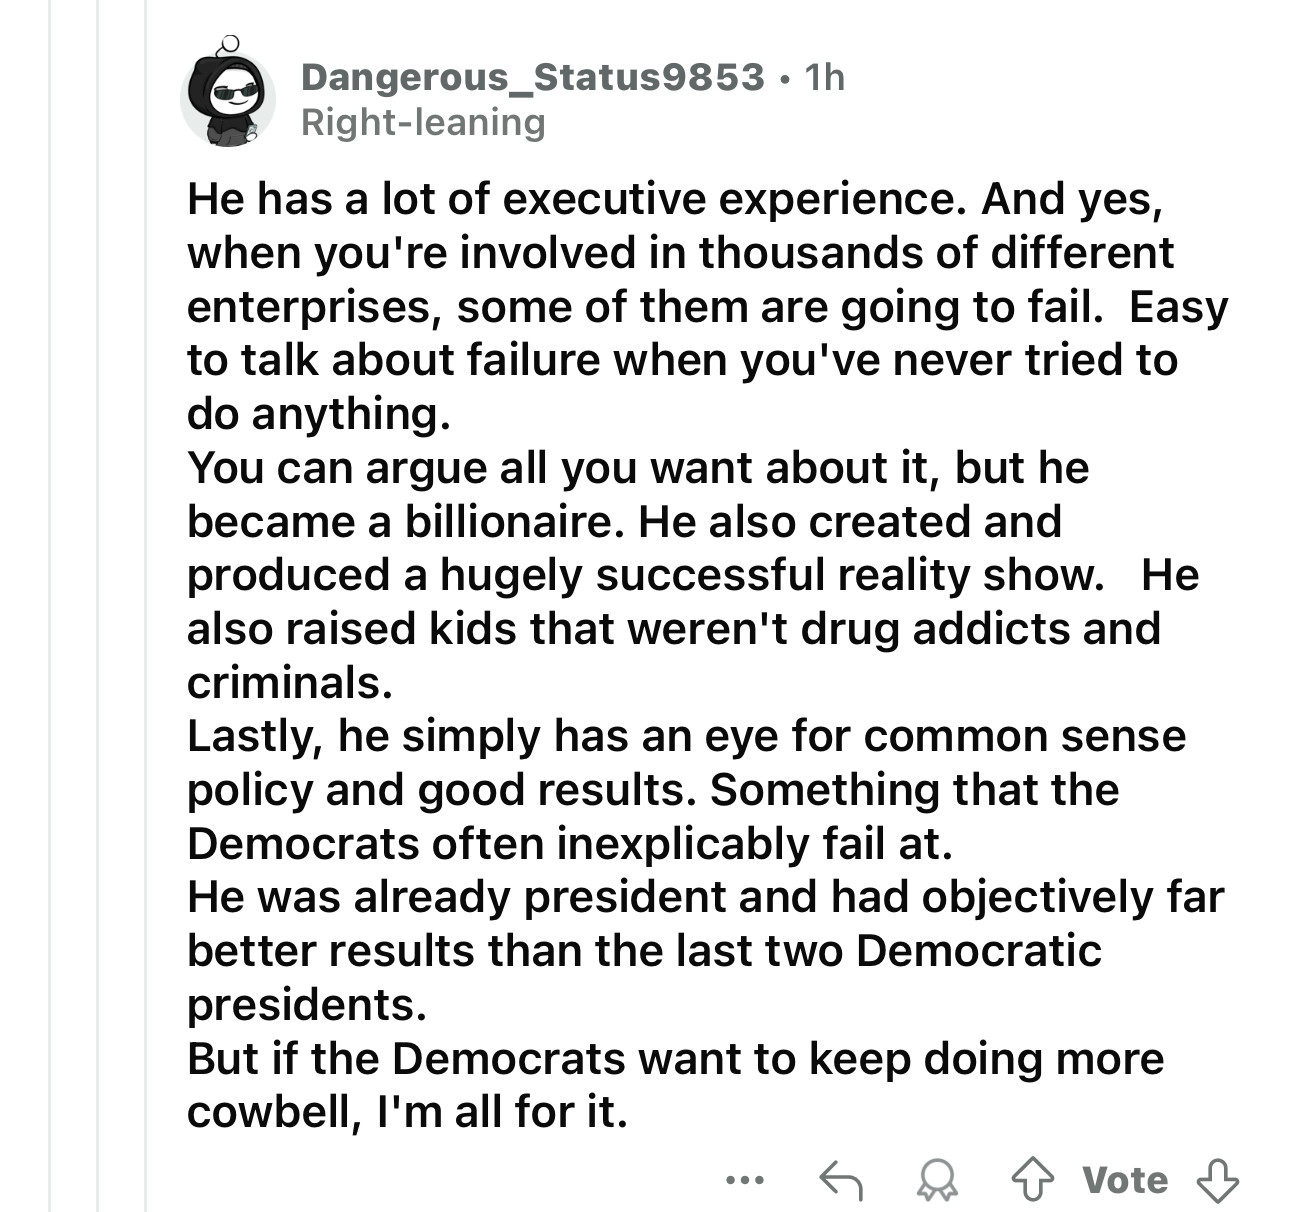 Dangerous_Status9853 • 1h
Right-leaning
He has a lot of executive experience. And yes,
when you're involved in thousands of different
enterprises, some of them are going to fail.  Easy
to talk about failure when you've never tried to
do anything.
You can argue all you want about it, but he
became a billionaire. He also created and
produced a hugely successful reality show.   He
also raised kids that weren't drug addicts and
criminals.
Lastly, he simply has an eye for common sense
policy and good results. Something that the
Democrats often inexplicably fail at.
He was already president and had objectively far
better results than the last two Democratic
presidents.
But if the Democrats want to keep doing more
cowbell, I'm all for it.
Vote